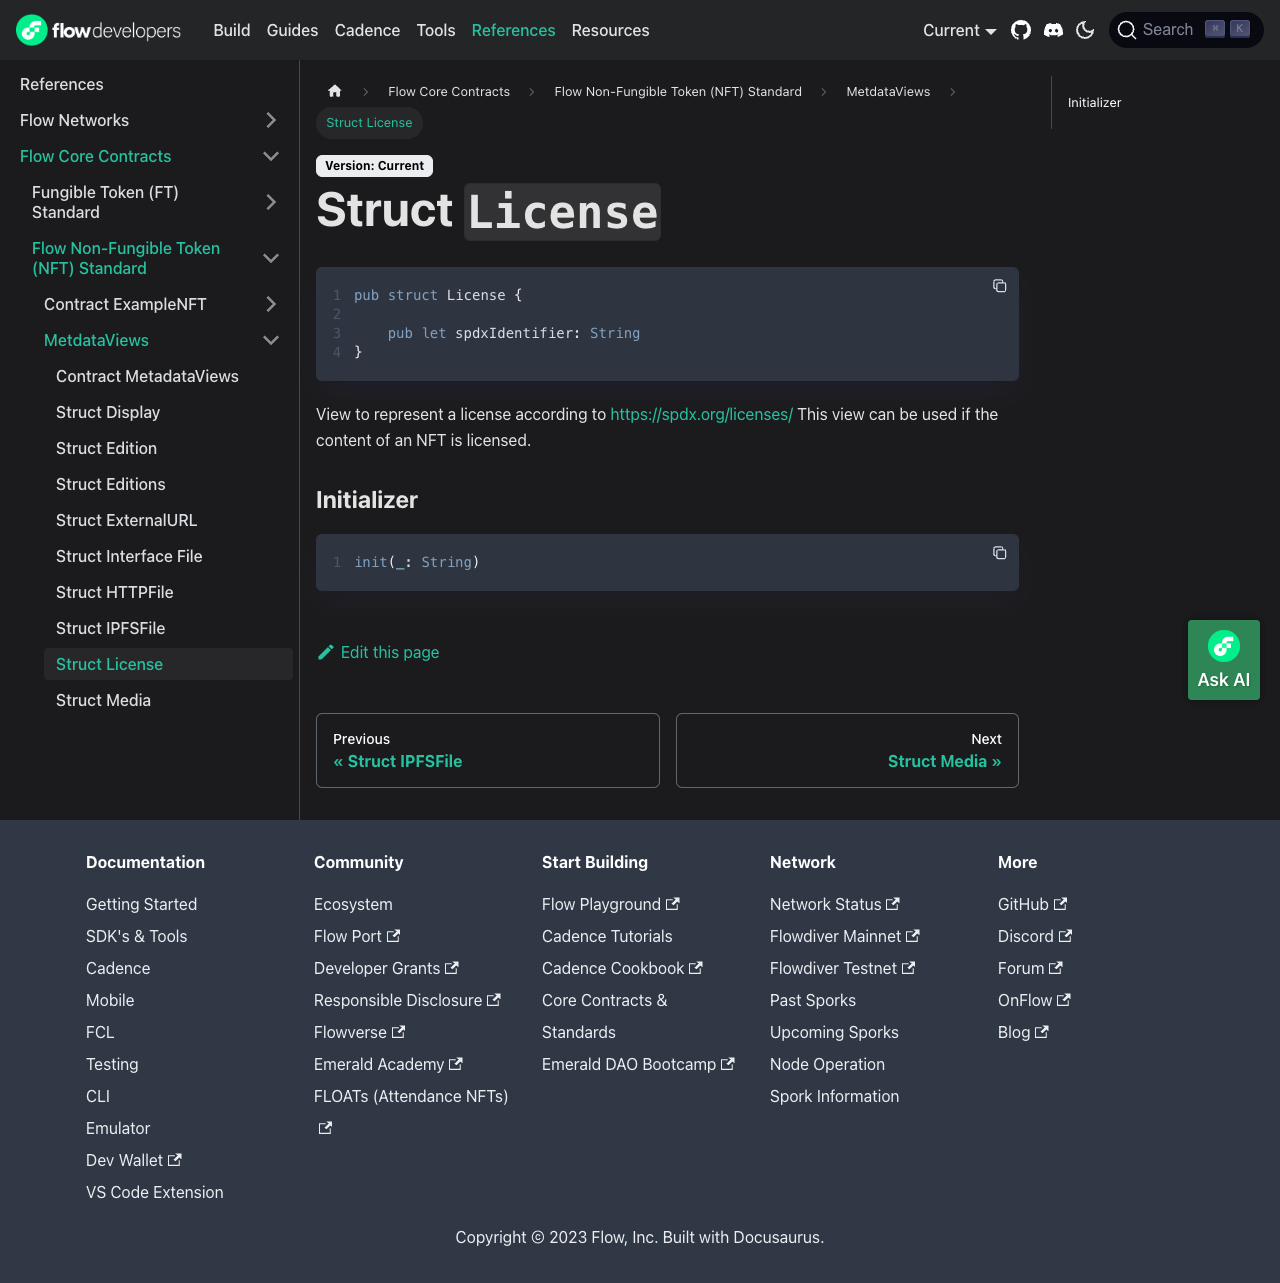 flowdevelopers Build Guides Cadence Tools References Resources Current Search ⌘ K
References
Flow Networks
Flow Core Contracts
Fungible Token (FT)
Standard
Flow Non-Fungible Token
(NFT) Standard
Contract ExampleNFT
MetdataViews
Contract MetadataViews
Struct Display
Struct Edition
Struct Editions
Struct ExternalURL
Struct Interface File
Struct HTTPFile
Struct IPFSFile
Struct License
Struct Media
Flow Core Contracts Flow Non-Fungible Token (NFT) Standard MetdataViews
Struct License
Version: Current
Struct License
1 pub struct License {
2
3 pub let spdxIdentifier: String
4 }
View to represent a license according to https://spdx.org/licenses/ This view can be used if the
content of an NFT is licensed.
Initializer
1 init(_: String)
Edit this page
Previous
« Struct IPFSFile
Next
Struct Media »
Initializer
Ask AI
Documentation
Getting Started
SDK's & Tools
Cadence
Mobile
FCL
Testing
CLI
Emulator
Dev Wallet
VS Code Extension
Community
Ecosystem
Flow Port
Developer Grants
Responsible Disclosure
Flowverse
Emerald Academy
FLOATs (Attendance NFTs)
Start Building
Flow Playground
Cadence Tutorials
Cadence Cookbook
Core Contracts &
Standards
Emerald DAO Bootcamp
Network
Network Status
Flowdiver Mainnet
Flowdiver Testnet
Past Sporks
Upcoming Sporks
Node Operation
Spork Information
More
GitHub
Discord
Forum
OnFlow
Blog
Copyright © 2023 Flow, Inc. Built with Docusaurus.